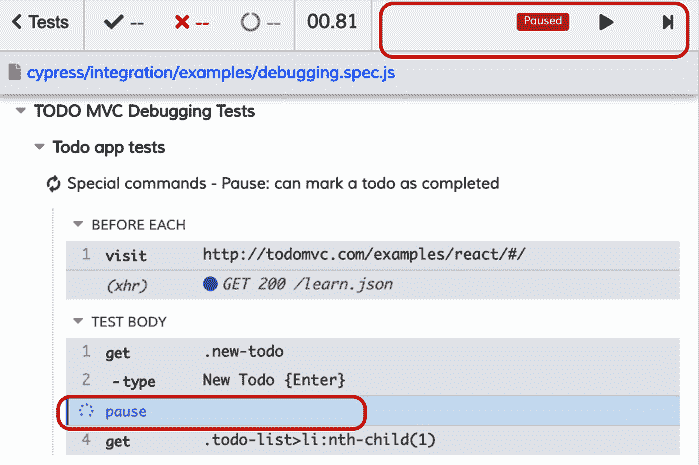 Tests -- -- -- 00.81 Paused
cypress/integration/examples/debugging.spec.js
TODO MVC Debugging Tests
Todo app tests
Special commands - Pause: can mark a todo as completed
BEFORE EACH
1 visit http://todomvc.com/examples/react/#/
(xhr) GET 200 /learn.json
TEST BODY
1 get .new-todo
2 -type New Todo {Enter}
pause
4 get .todo-list>li:nth-child(1)